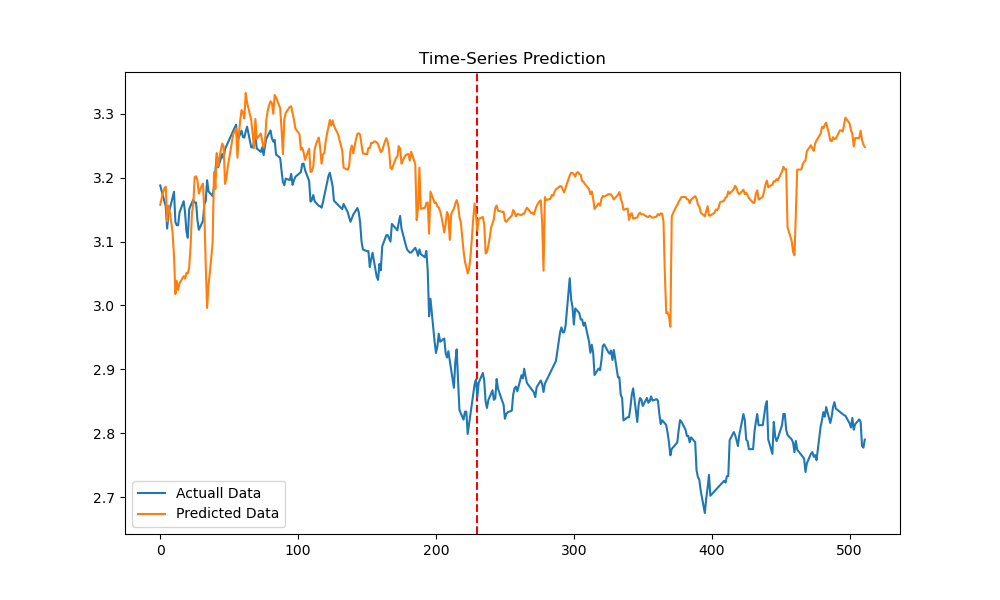 Time-Series Prediction
3.3
3.2
3.1
3.0
2.9
2.8
2.7
Actuall Data
Predicted Data
0 100 200 300 400 500